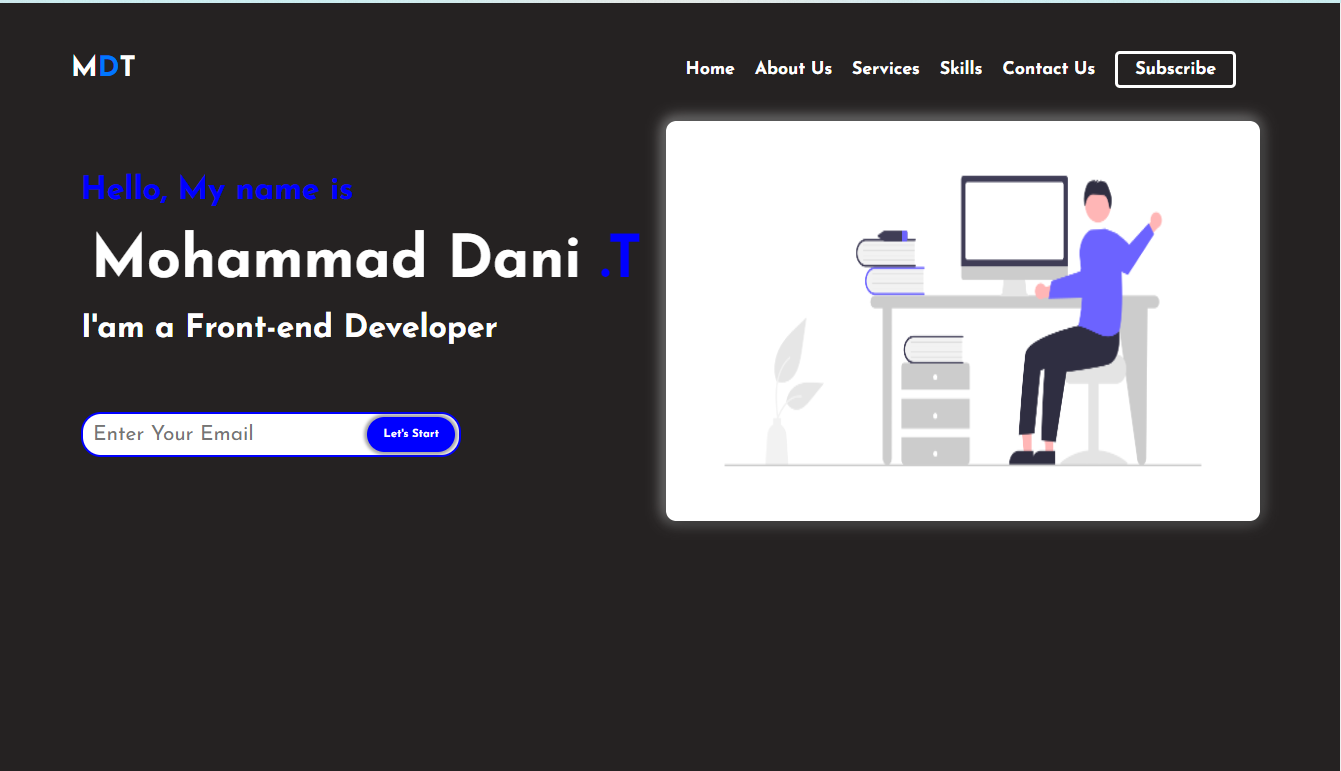 MDT
Home About Us Services Skills Contact Us Subscribe
Hello, My name is
Mohammad Dani .T
I'am a Front-end Developer
Enter Your Email Let's Start